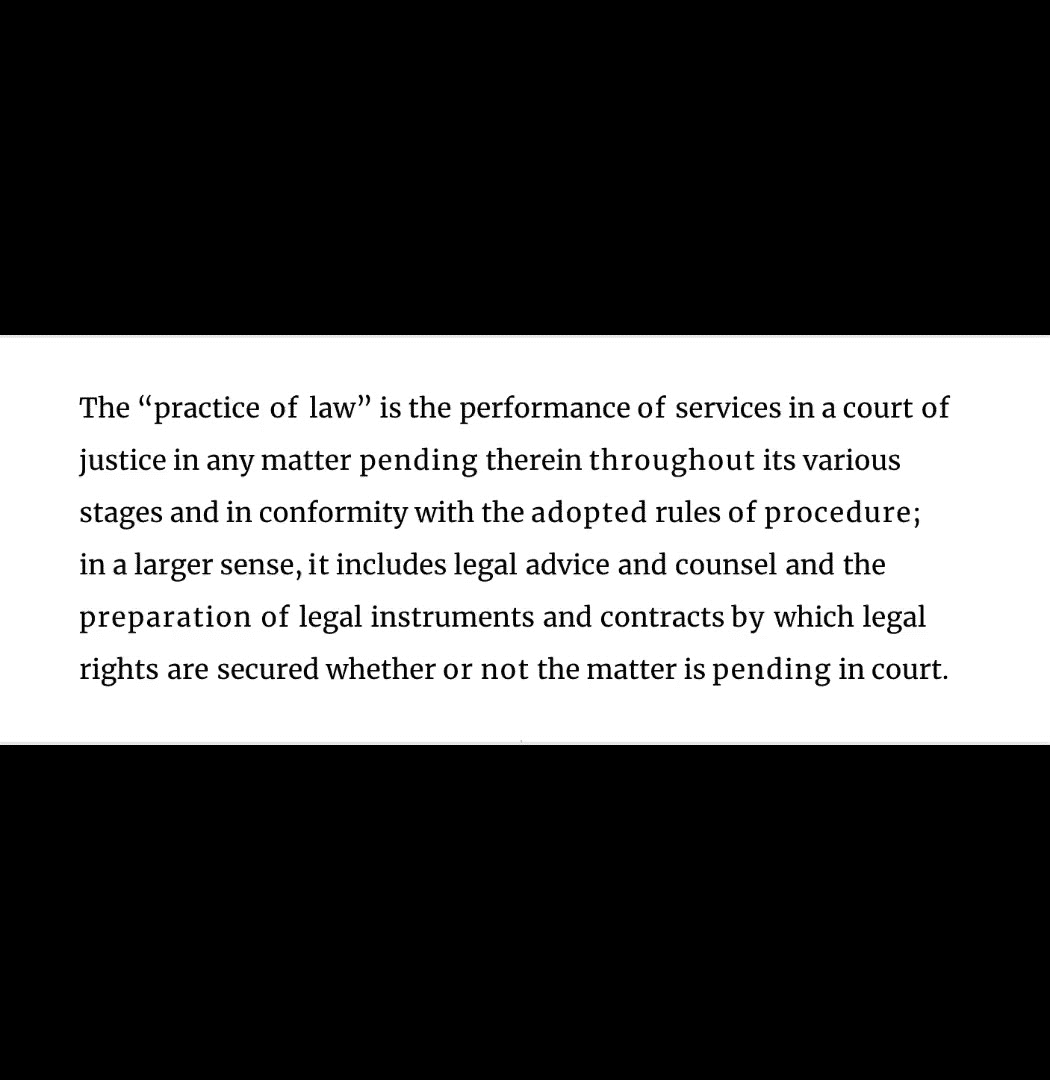 The “practice of law” is the performance of services in a court of
justice in any matter pending therein throughout its various
stages and in conformity with the adopted rules of procedure;
in a larger sense, it includes legal advice and counsel and the
preparation of legal instruments and contracts by which legal
rights are secured whether or not the matter is pending in court.